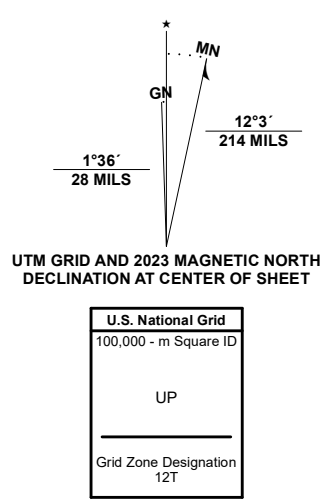 ★
MN
GN
12°3´
214 MILS
1°36´
28 MILS
UTM GRID AND 2023 MAGNETIC NORTH
DECLINATION AT CENTER OF SHEET
U.S. National Grid
100,000 - m Square ID
UP
Grid Zone Designation
12T